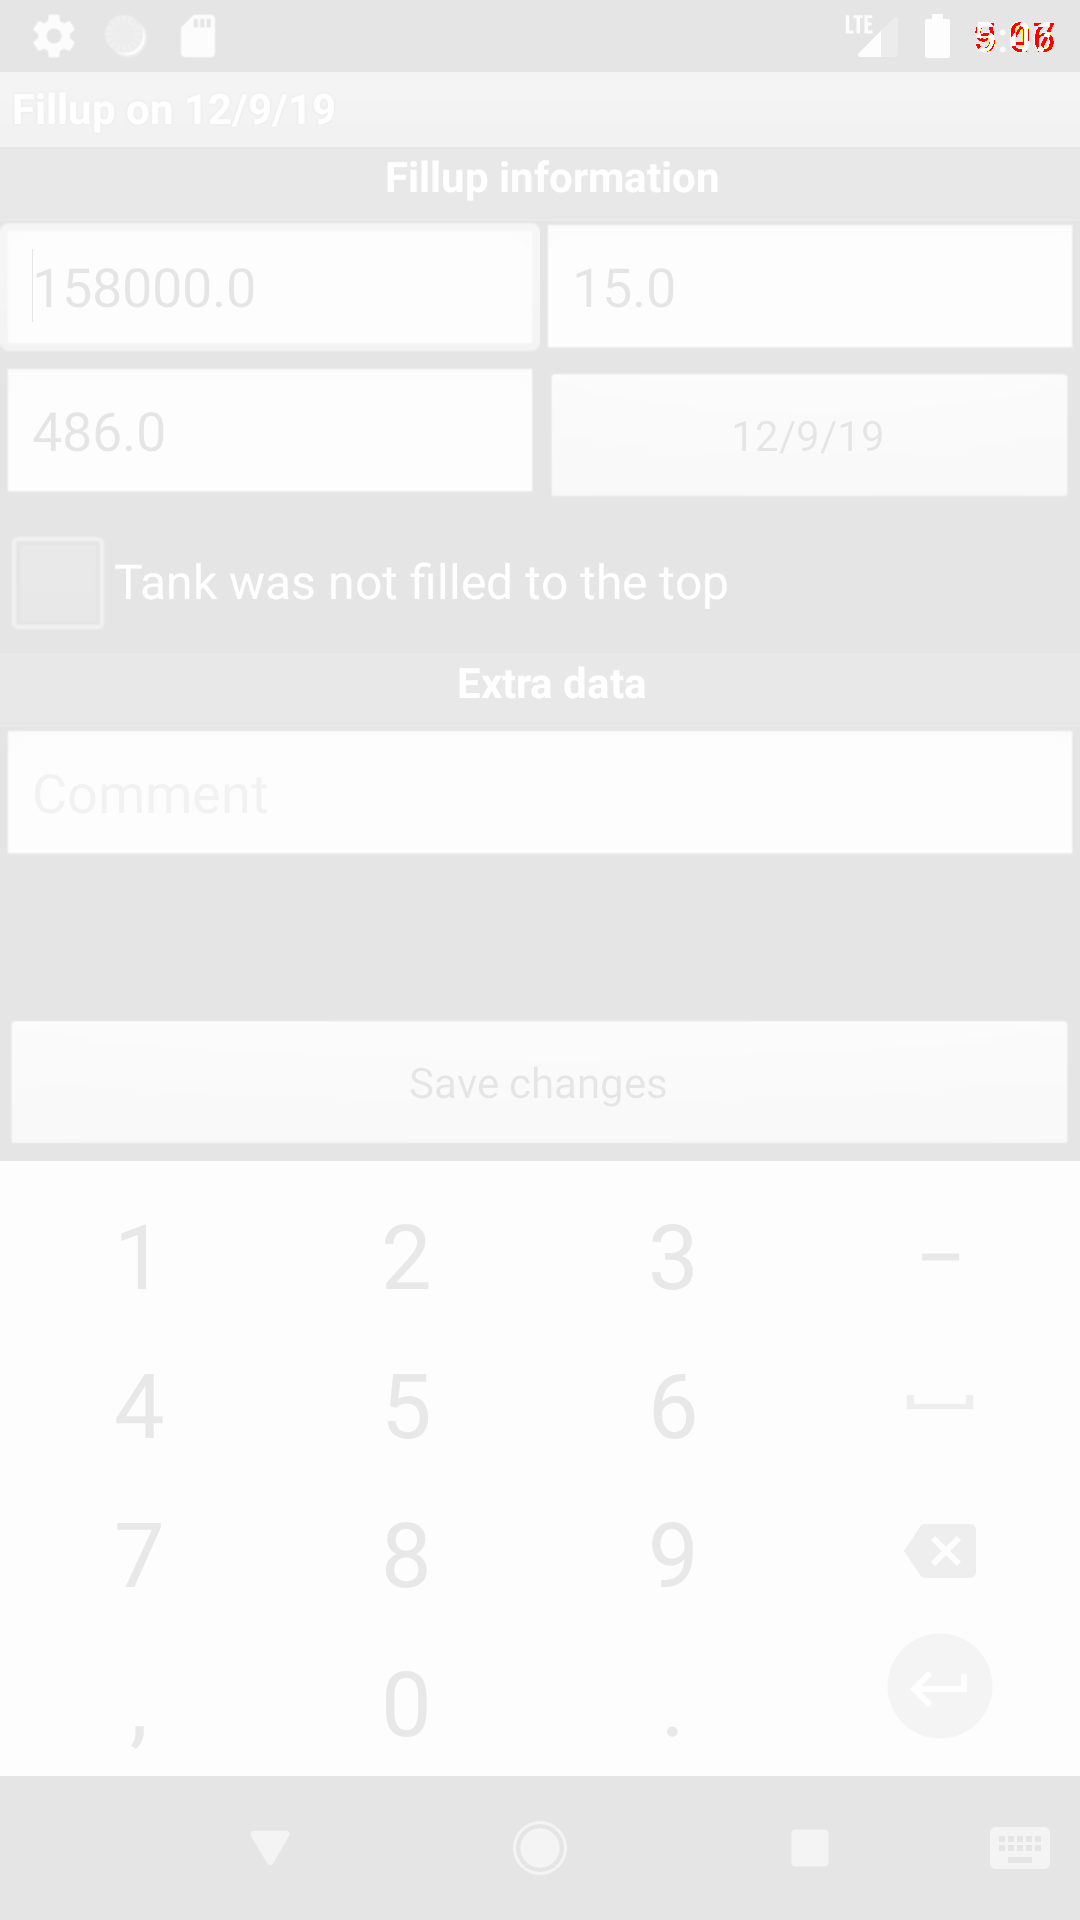 LTE
Fillup on 12/9/19
Fillup information
158000.0 15.0
486.0 12/9/19
Tank was not filled to the top
Extra data
Comment
Save changes
1 2 3 –
4 5 6
7 8 9
, 0 .